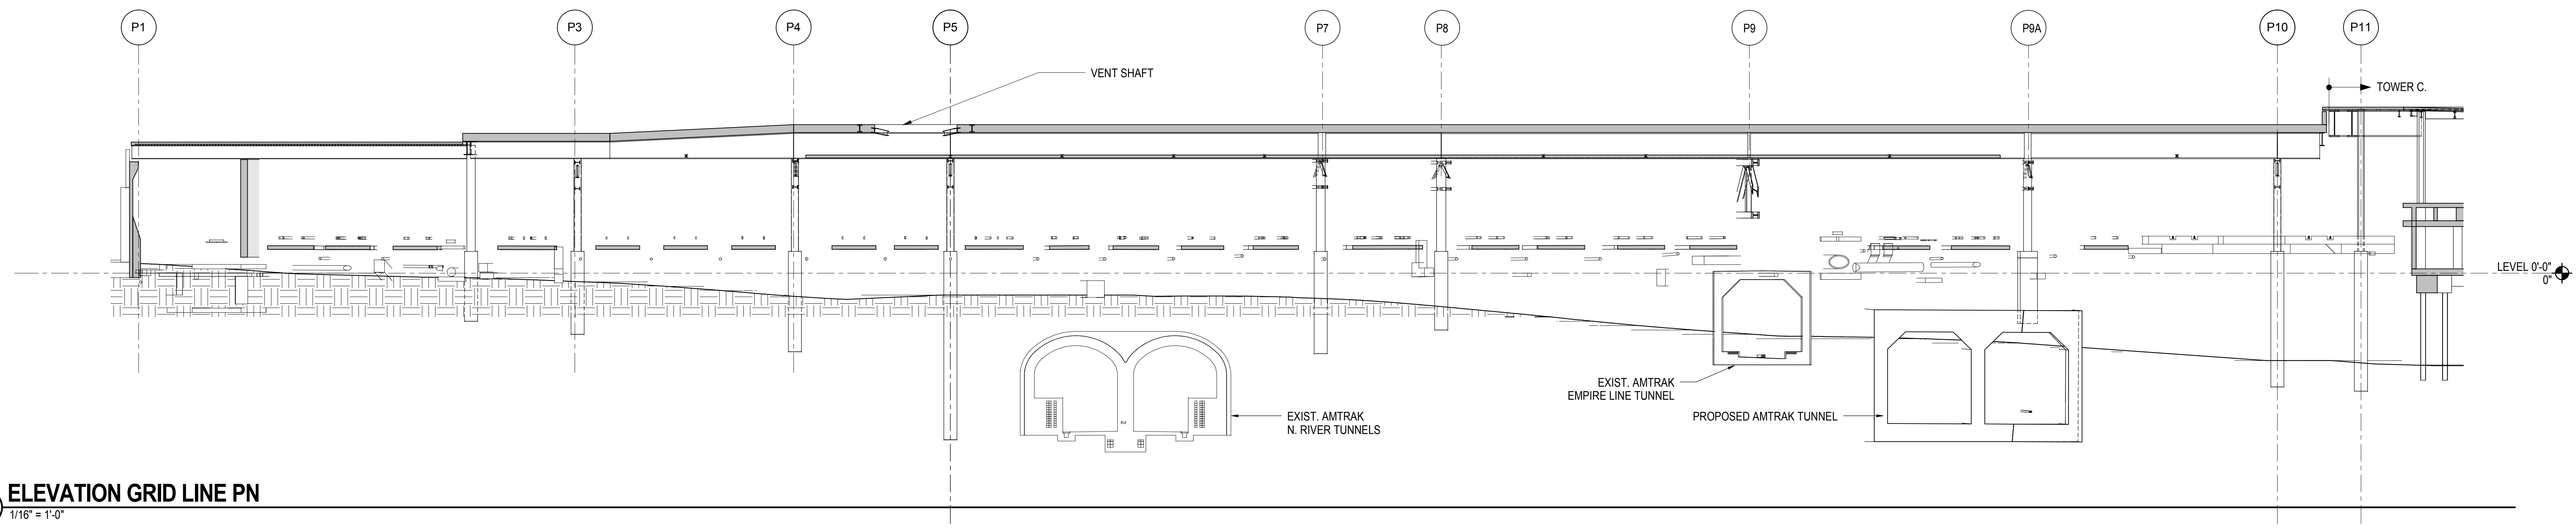 P1
P3
P4
P5
P7
P8
P9
P9A
P10
P11
VENT SHAFT
TOWER C.
LEVEL 0'-0"
0"
EXIST. AMTRAK
EMPIRE LINE TUNNEL
EXIST. AMTRAK
N. RIVER TUNNELS
PROPOSED AMTRAK TUNNEL
ELEVATION GRID LINE PN
1/16" = 1'-0"